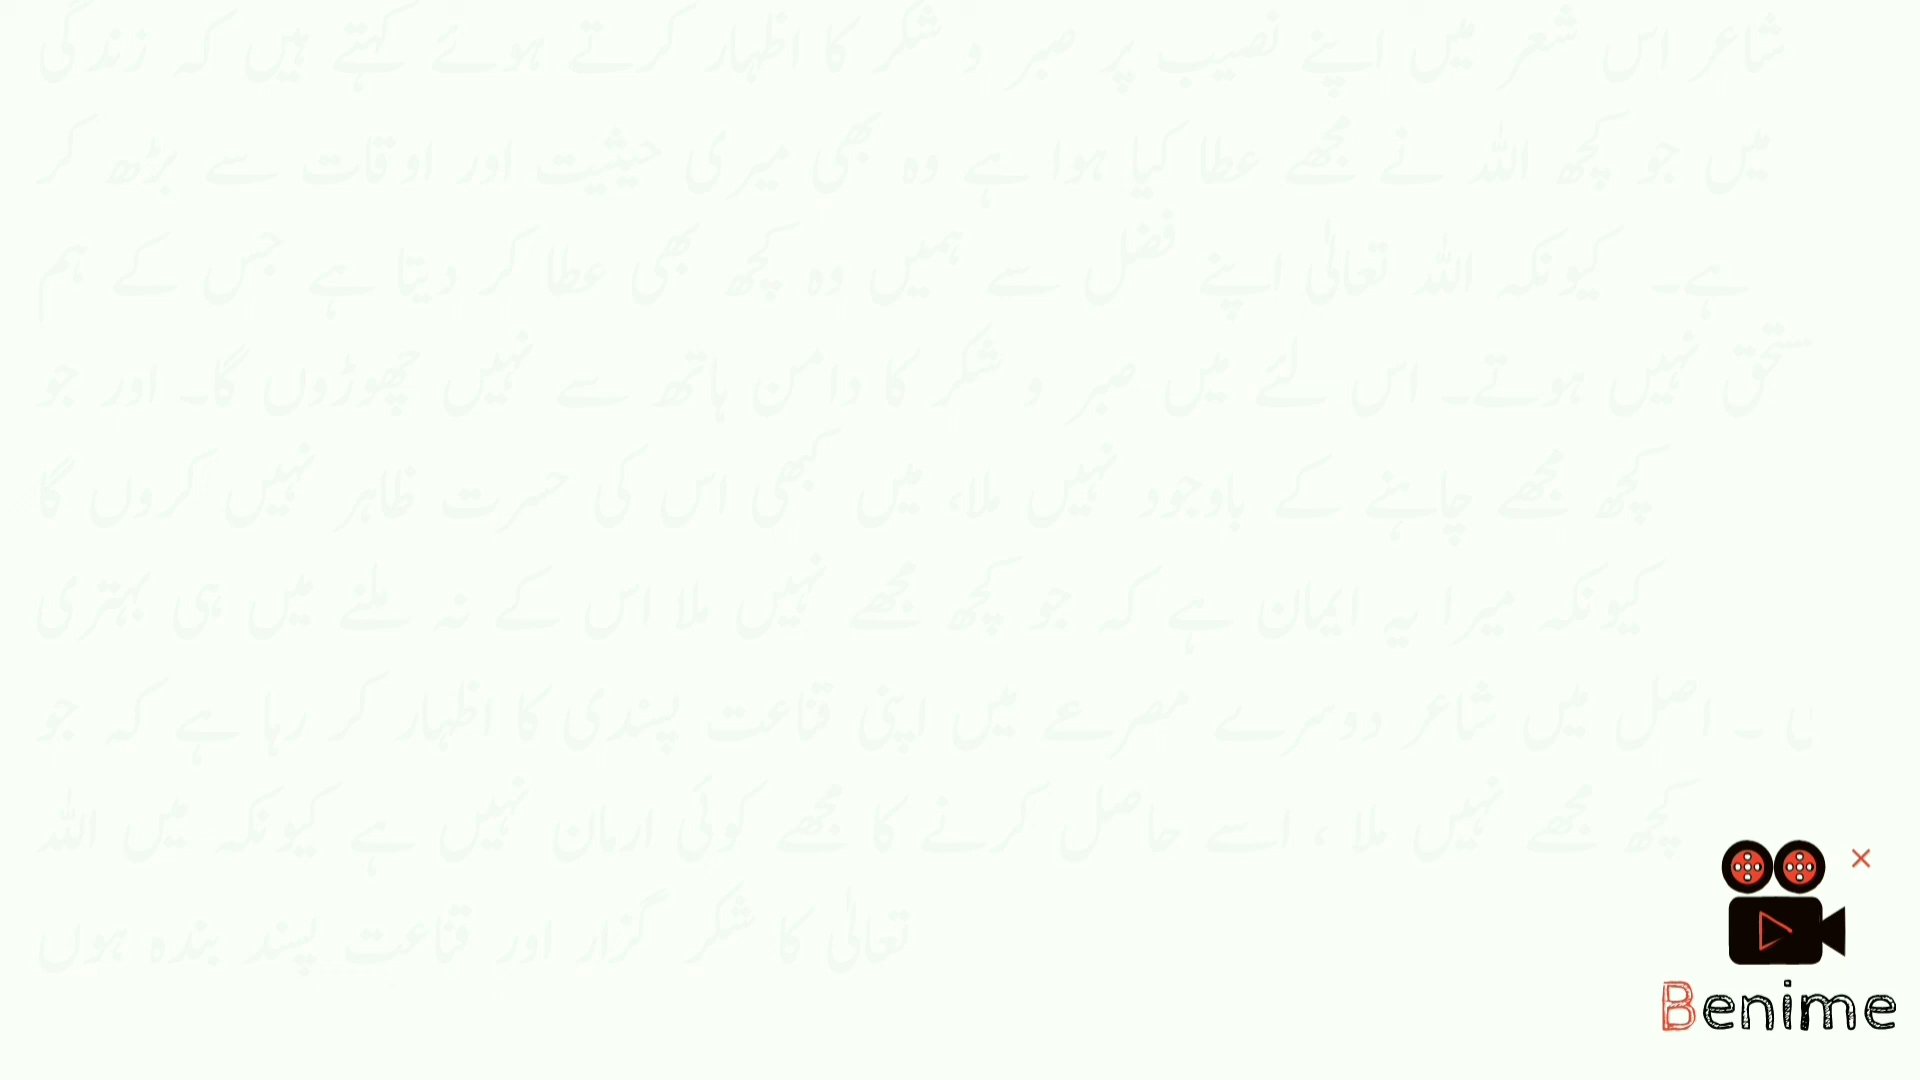 شاعر اس شعر میں اپنے نصیب پر صبر و شکر کا اظہار کرتے ہوئے کہتے ہیں کہ زندگی
میں جو کچھ اللہ نے مجھے عطا کیا ہوا ہے وہ بھی میری حیثیت اور اوقات سے بڑھ کر
ہے۔ کیونکہ اللہ تعالٰی اپنے فضل سے ہمیں وہ کچھ بھی عطا کر دیتا ہے جس کے ہم
مستحق نہیں ہوتے۔ اس لئے میں صبر و شکر کا دامن ہاتھ سے نہیں چھوڑوں گا۔ اور جو
کچھ مجھے چاہنے کے باوجود نہیں ملا، میں کبھی اس کی حسرت ظاہر نہیں کروں گا
کیونکہ میرا یہ ایمان ہے کہ جو کچھ مجھے نہیں ملا اس کے نہ ملنے میں ہی بہتری
۔ اصل میں شاعر دوسرے مصرعے میں اپنی قناعت پسندی کا اظہار کر رہا ہے کہ جو
کچھ مجھے نہیں ملا ، اسے حاصل کرنے کا مجھے کوئی ارمان نہیں ہے کیونکہ میں اللہ
تعالٰی کا شکر گزار اور قناعت پسند بندہ ہوں
Benime